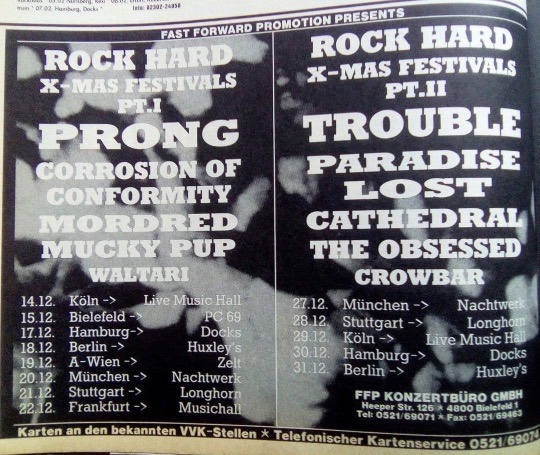 Hamburg, Docks
Info: 02302-24850
FAST FORWARD PROMOTION PRESENTS
ROCK HARD
X-MAS FESTIVALS
PT.I
PRONG
CORROSION OF
CONFORMITY
MORDRED
MUCKY PUP
WALTARI
14.12. Köln -> Live Music Hall
15.12. Bielefeld -> PC 69
17.12. Hamburg-> Docks
18.12. Berlin -> Huxley's
19.12. A-Wien -> Zelt
20.12. München -> Nachtwerk
21.12. Stuttgart -> Longhorn
22.12. Frankfurt -> Musichall
ROCK HARD
X-MAS FESTIVALS
PT.II
TROUBLE
PARADISE
LOST
CATHEDRAL
THE OBSESSED
CROWBAR
27.12. München -> Nachtwerk
28.12. Stuttgart -> Longhorn
29.12. Köln -> Live Music Hall
30.12. Hamburg-> Docks
31.12. Berlin -> Huxley's
FFP KONZERTBÜRO GMBH
Heeper Str. 126 * 4800 Bielefeld 1
Tel: 0521/69071 * Fax: 0521/69463
Karten an den bekannten VVK-Stellen * Telefonischer Kartenservice 0521/69074